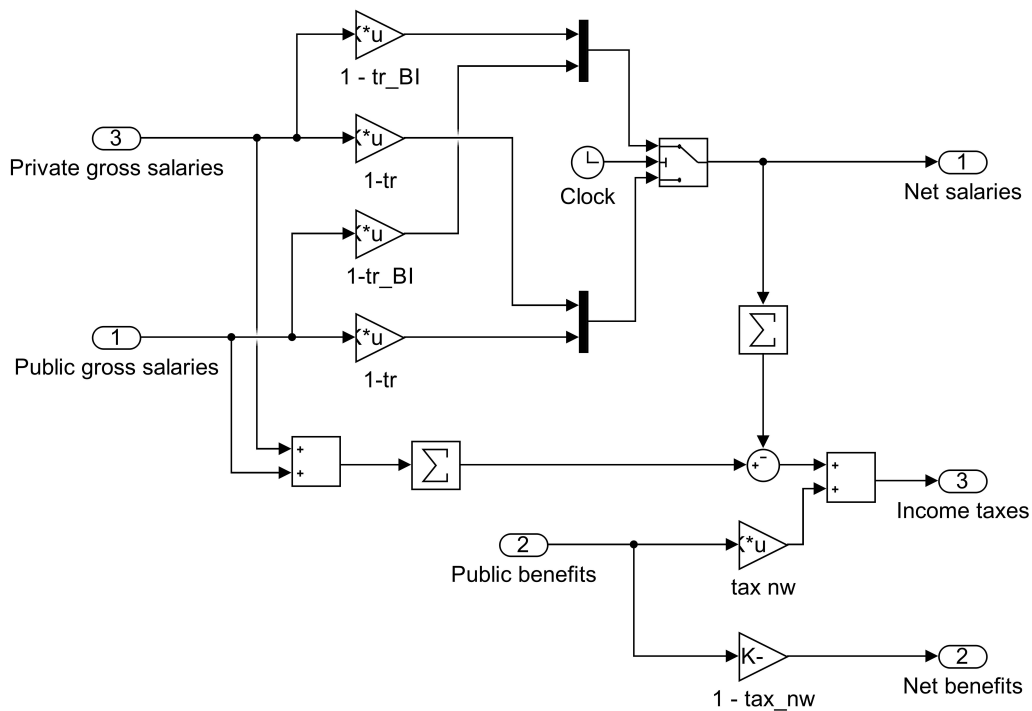 *u
1 - tr_BI
3
Private gross salaries
*u
1-tr
Clock
1
Net salaries
*u
1-tr_BI
1
Public gross salaries
*u
1-tr
∑
+
+
∑
+
-
+
+
3
Income taxes
2
Public benefits
*u
tax nw
K-
1 - tax_nw
2
Net benefits